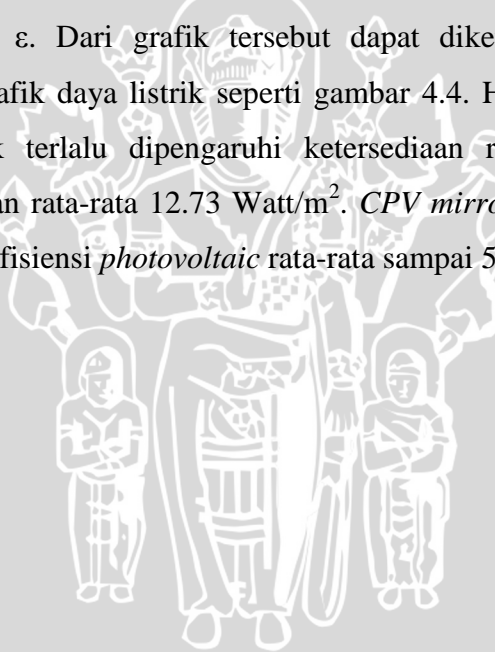 ε. Dari grafik tersebut dapat dike
afik daya listrik seperti gambar 4.4. H
k terlalu dipengaruhi ketersediaan r
an rata-rata 12.73 Watt/m². CPV mirro
fisiensi photovoltaic rata-rata sampai 5